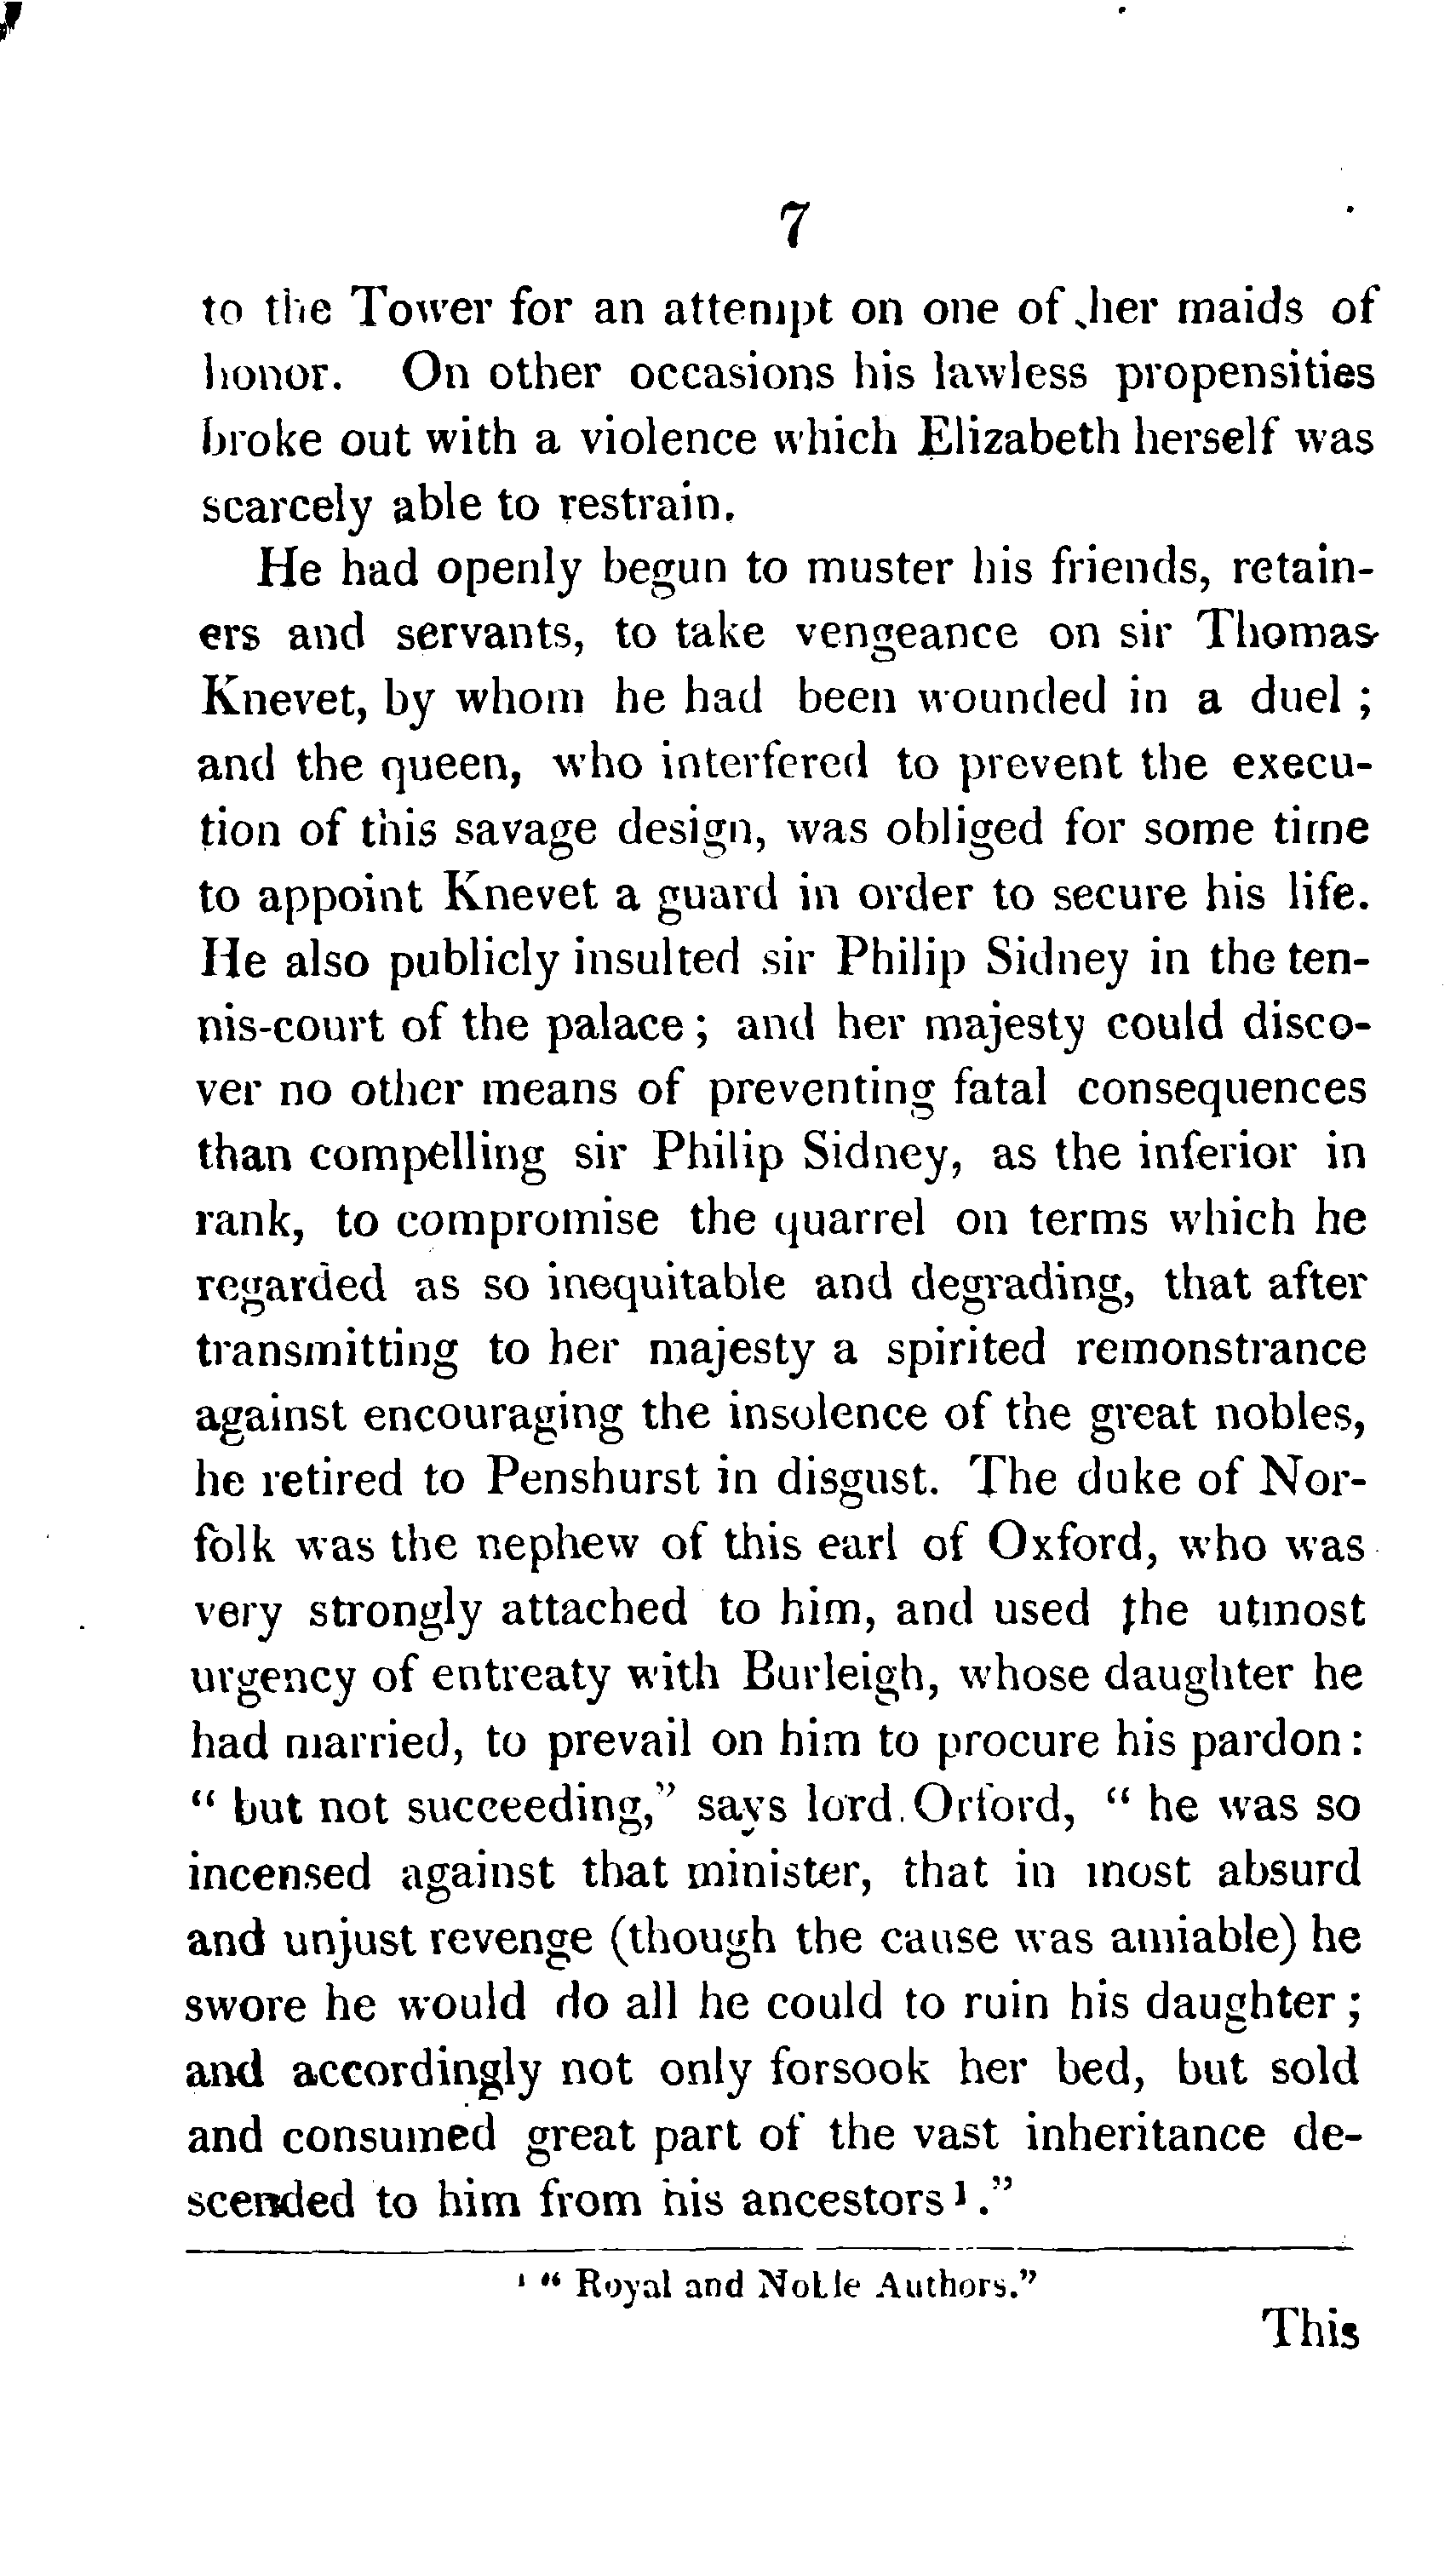 7
to the Tower for an attempt on one of her maids of
honor. On other occasions his lawless propensities
broke out with a violence which Elizabeth herself was
scarcely able to restrain.
He had openly begun to muster his friends, retain-
ers and servants, to take vengeance on sir Thomas
Knevet, by whom he had been wounded in a duel ;
and the queen, who interfered to prevent the execu-
tion of this savage design, was obliged for some time
to appoint Knevet a guard in order to secure his life.
He also publicly insulted sir Philip Sidney in the ten-
nis-court of the palace ; and her majesty could disco-
ver no other means of preventing fatal consequences
than compelling sir Philip Sidney, as the inferior in
rank, to compromise the quarrel on terms which he
regarded as so inequitable and degrading, that after
transmitting to her majesty a spirited remonstrance
against encouraging the insolence of the great nobles,
he retired to Penshurst in disgust. The duke of Nor-
folk was the nephew of this earl of Oxford, who was
very strongly attached to him, and used the utmost
urgency of entreaty with Burleigh, whose daughter he
had married, to prevail on him to procure his pardon :
" but not succeeding," says lord Orford, " he was so
incensed against that minister, that in most absurd
and unjust revenge (though the cause was amiable) he
swore he would do all he could to ruin his daughter ;
and accordingly not only forsook her bed, but sold
and consumed great part of the vast inheritance de-
scended to him from his ancestors ¹."
¹ " Royal and Noble Authors."
This